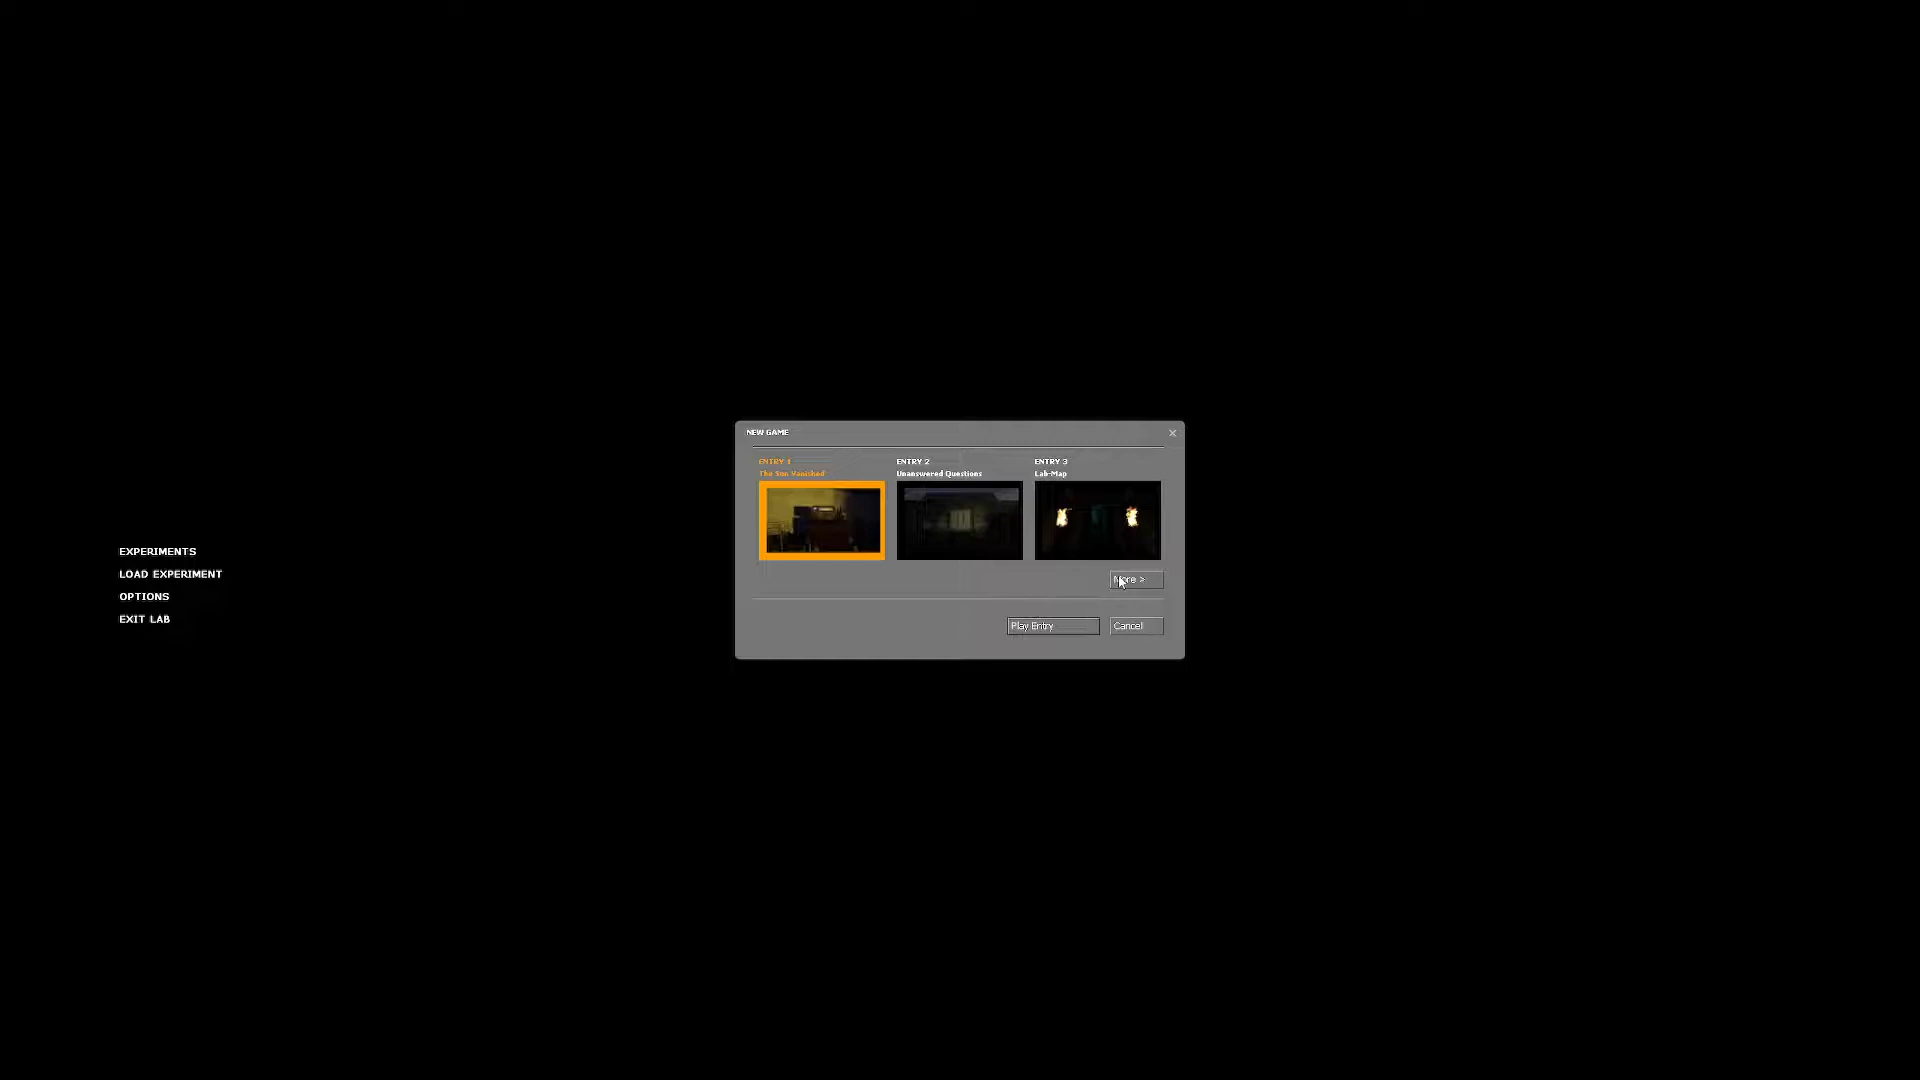 NEW GAME
ENTRY 1
The Sun Vanished
ENTRY 2
Unanswered Questions
ENTRY 3
Lab-Map
EXPERIMENTS
LOAD EXPERIMENT
OPTIONS
EXIT LAB
More >
Play Entry
Cancel